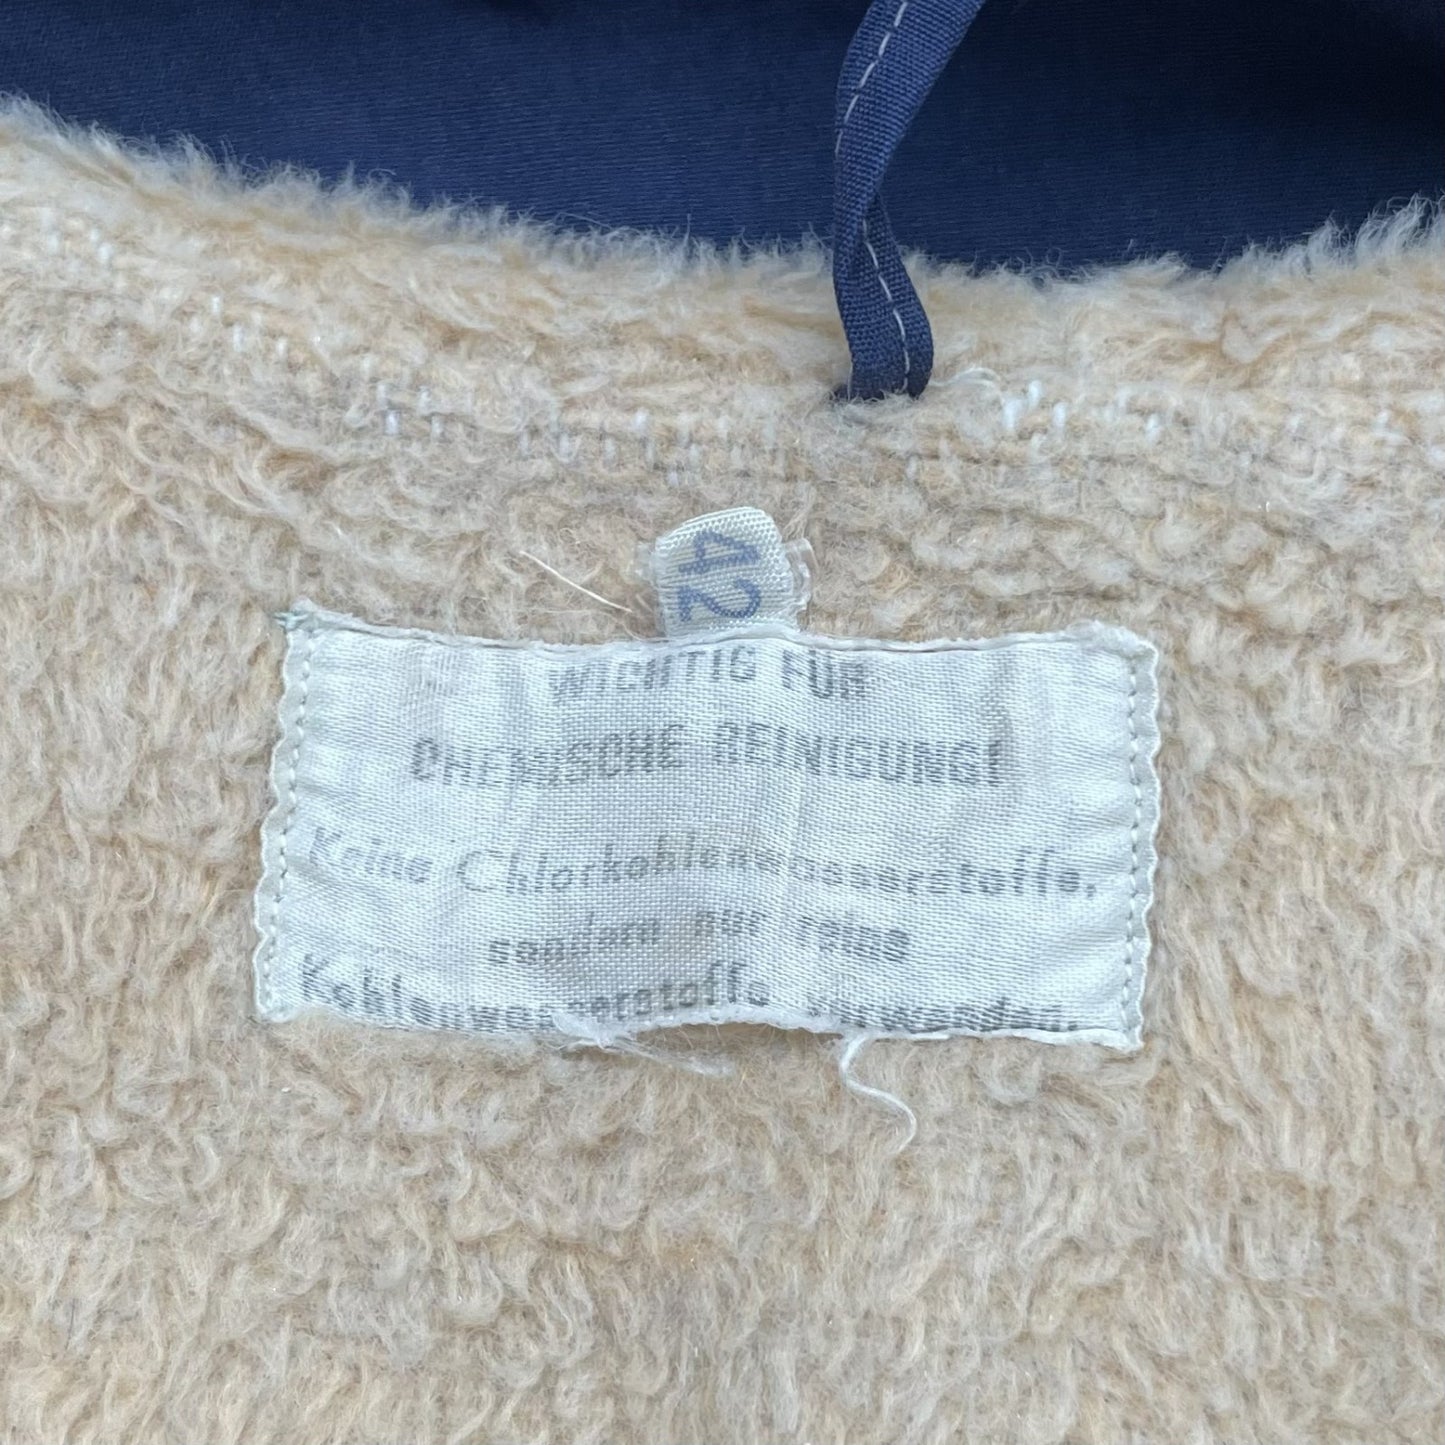 42
WICHTIG FÜR
CHEMISCHE REINIGUNG!
Keine Chlorkohlenwasserstoffe,
sondern nur reine
Kohlenwasserstoffe verwenden.